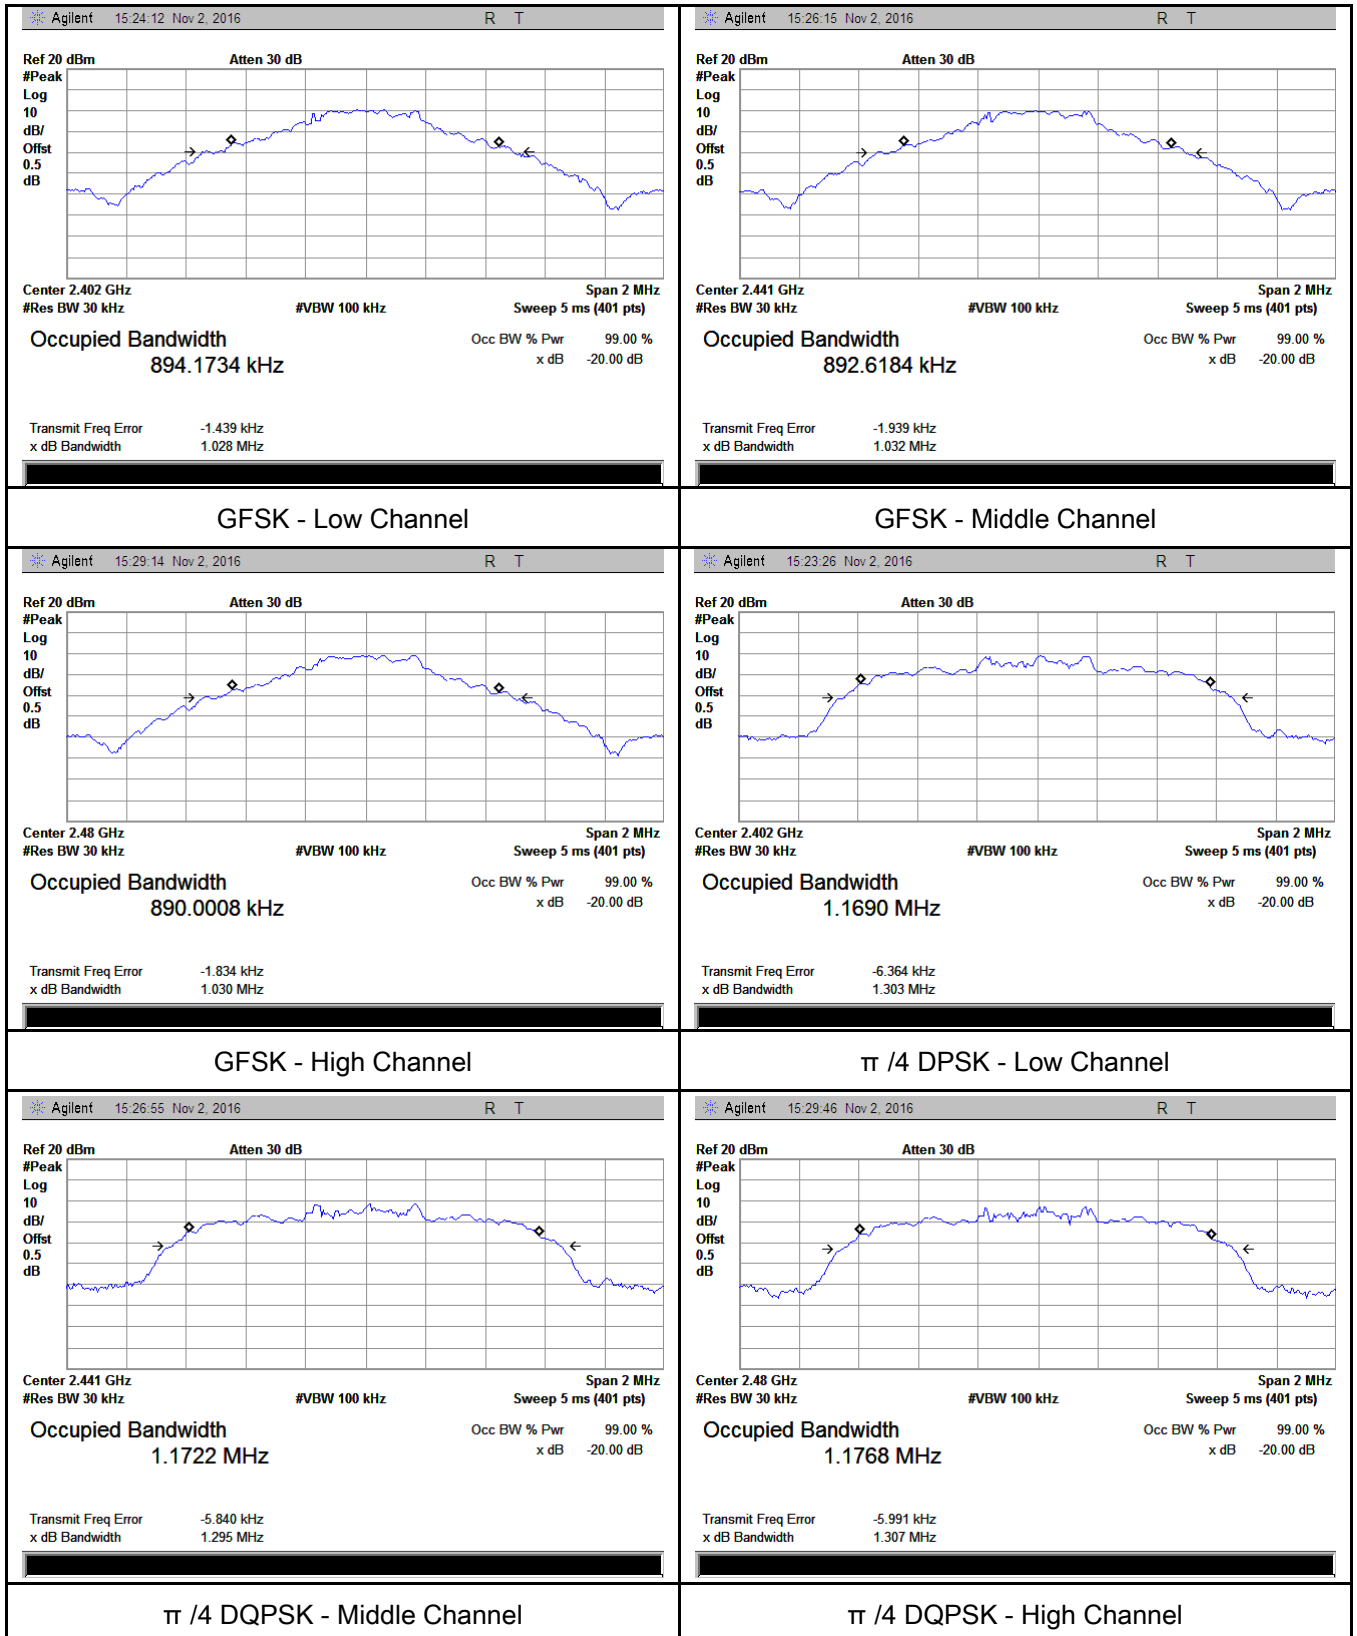 Agilent 15:24:12 Nov 2, 2016 R T
Ref 20 dBm Atten 30 dB
#Peak
Log
10
dB/
Offst
0.5
dB
Center 2.402 GHz Span 2 MHz
#Res BW 30 kHz #VBW 100 kHz Sweep 5 ms (401 pts)
Occupied Bandwidth Occ BW % Pwr 99.00 %
894.1734 kHz x dB -20.00 dB
Transmit Freq Error -1.439 kHz
x dB Bandwidth 1.028 MHz
GFSK - Low Channel
Agilent 15:26:15 Nov 2, 2016 R T
Ref 20 dBm Atten 30 dB
#Peak
Log
10
dB/
Offst
0.5
dB
Center 2.441 GHz Span 2 MHz
#Res BW 30 kHz #VBW 100 kHz Sweep 5 ms (401 pts)
Occupied Bandwidth Occ BW % Pwr 99.00 %
892.6184 kHz x dB -20.00 dB
Transmit Freq Error -1.939 kHz
x dB Bandwidth 1.032 MHz
GFSK - Middle Channel
Agilent 15:29:14 Nov 2, 2016 R T
Ref 20 dBm Atten 30 dB
#Peak
Log
10
dB/
Offst
0.5
dB
Center 2.48 GHz Span 2 MHz
#Res BW 30 kHz #VBW 100 kHz Sweep 5 ms (401 pts)
Occupied Bandwidth Occ BW % Pwr 99.00 %
890.0008 kHz x dB -20.00 dB
Transmit Freq Error -1.834 kHz
x dB Bandwidth 1.030 MHz
GFSK - High Channel
Agilent 15:23:26 Nov 2, 2016 R T
Ref 20 dBm Atten 30 dB
#Peak
Log
10
dB/
Offst
0.5
dB
Center 2.402 GHz Span 2 MHz
#Res BW 30 kHz #VBW 100 kHz Sweep 5 ms (401 pts)
Occupied Bandwidth Occ BW % Pwr 99.00 %
1.1690 MHz x dB -20.00 dB
Transmit Freq Error -6.364 kHz
x dB Bandwidth 1.303 MHz
π /4 DPSK - Low Channel
Agilent 15:26:55 Nov 2, 2016 R T
Ref 20 dBm Atten 30 dB
#Peak
Log
10
dB/
Offst
0.5
dB
Center 2.441 GHz Span 2 MHz
#Res BW 30 kHz #VBW 100 kHz Sweep 5 ms (401 pts)
Occupied Bandwidth Occ BW % Pwr 99.00 %
1.1722 MHz x dB -20.00 dB
Transmit Freq Error -5.840 kHz
x dB Bandwidth 1.295 MHz
π /4 DQPSK - Middle Channel
Agilent 15:29:46 Nov 2, 2016 R T
Ref 20 dBm Atten 30 dB
#Peak
Log
10
dB/
Offst
0.5
dB
Center 2.48 GHz Span 2 MHz
#Res BW 30 kHz #VBW 100 kHz Sweep 5 ms (401 pts)
Occupied Bandwidth Occ BW % Pwr 99.00 %
1.1768 MHz x dB -20.00 dB
Transmit Freq Error -5.991 kHz
x dB Bandwidth 1.307 MHz
π /4 DQPSK - High Channel